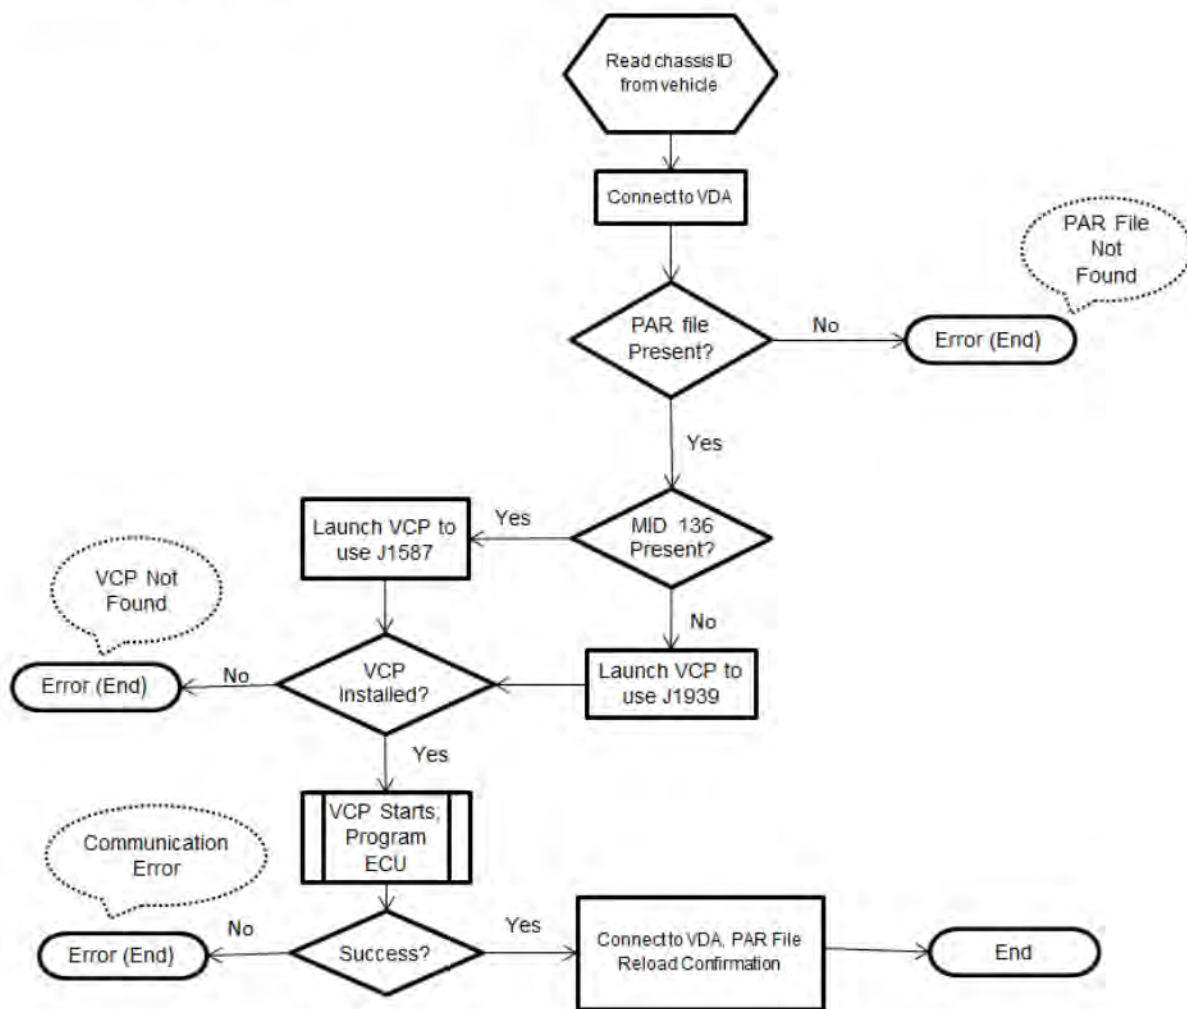 Read chassis ID
from vehicle
Connect to VDA
PAR File
Not
Found
PAR file
Present?
No
Error (End)
Yes
Launch VCP to
use J1587
Yes
MID 136
Present?
VCP Not
Found
No
Error (End)
No
VCP
Installed?
Launch VCP to
use J1939
Yes
VCP Starts;
Program
ECU
Communication
Error
No
Yes
Error (End)
Success?
Connect to VDA, PAR File
Reload Confirmation
End